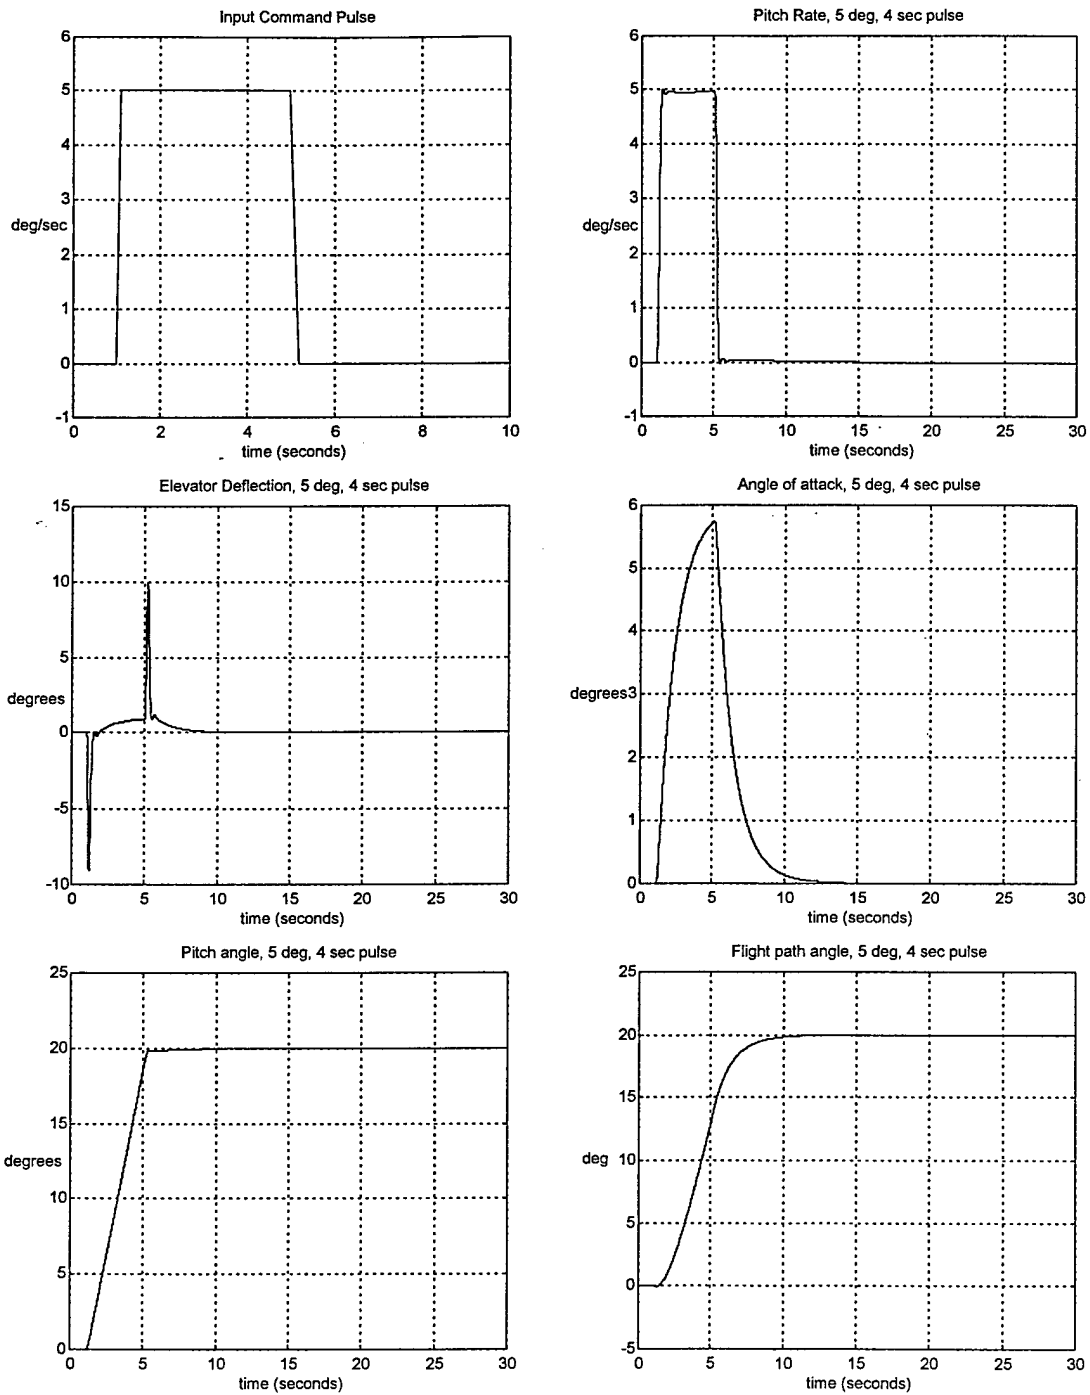 Input Command Pulse
6
5
4
3
deg/sec
2
1
0
-1
0 2 4 6 8 10
time (seconds)
Pitch Rate, 5 deg, 4 sec pulse
6
5
4
3
deg/sec
2
1
0
-1
0 5 10 15 20 25 30
time (seconds)
Elevator Deflection, 5 deg, 4 sec pulse
15
10
5
degrees
0
-5
-10
0 5 10 15 20 25 30
time (seconds)
Angle of attack, 5 deg, 4 sec pulse
6
5
4
degrees3
2
1
0
0 5 10 15 20 25 30
time (seconds)
Pitch angle, 5 deg, 4 sec pulse
25
20
15
degrees
10
5
0
0 5 10 15 20 25 30
time (seconds)
Flight path angle, 5 deg, 4 sec pulse
25
20
15
deg 10
5
0
-5
0 5 10 15 20 25 30
time (seconds)